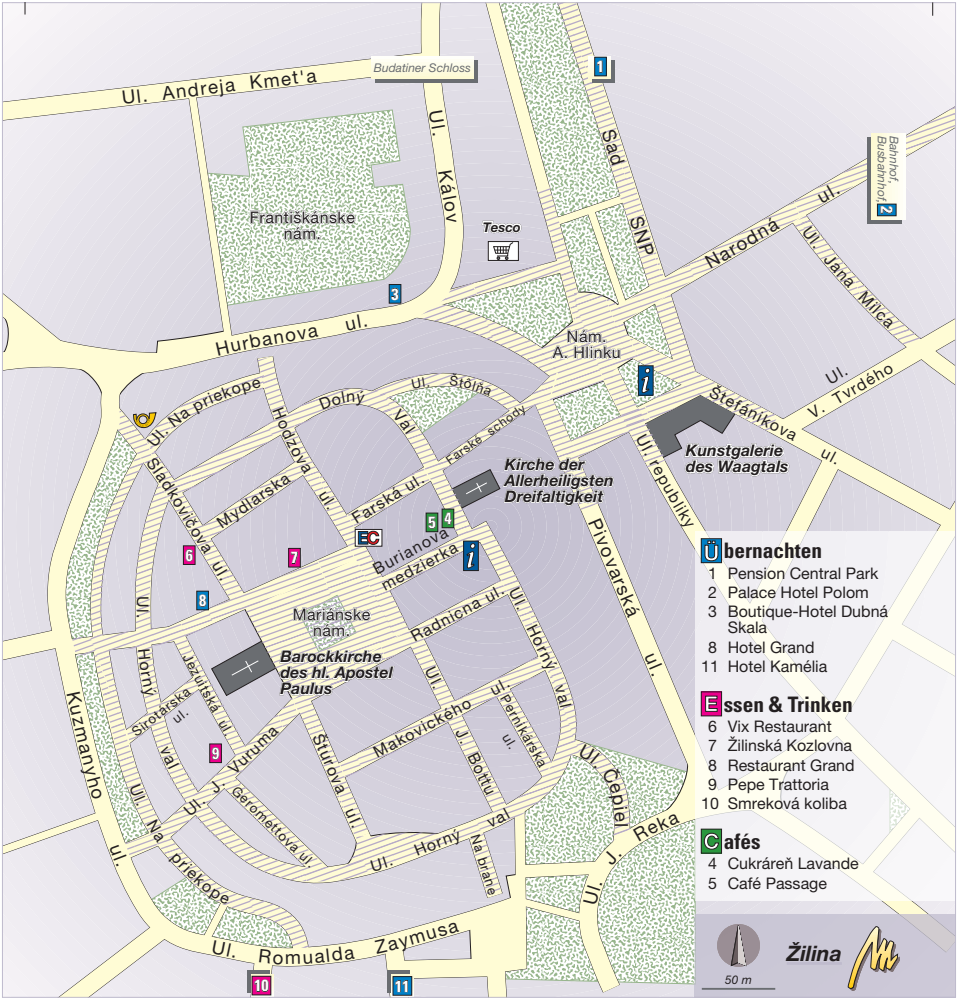 Budatiner Schloss
Ul. Andreja Kmet'a
1
Ul. Kálov
Sad SNP
Bahnhof,
Busbahnhof,
2
Františkánske
nám.
Tesco
Narodná ul.
Ul. Jána Milca
3
Hurbanova ul.
Nám.
A. Hlinku
i
Ul. V. Tvrdého
Štefánikova ul.
Ul. Na priekope
Hodžova ul.
Dolný Val
Ul. Štôlňa
Farské schody
Kunstgalerie
des Waagtals
Ul. republiky
Kirche der
Allerheiligsten
Dreifaltigkeit
Sladkovičová ul.
Mydlarska
Farská ul.
5
4
EC
Burianova
medzierka
i
6
7
8
Pivovarská ul.
Mariánske
nám.
Radničná ul.
Ul. Horný val
Barockkirche
des hl. Apostel
Paulus
Ul. Horný val
Jezuitská ul.
Sirotárska
ul.
Kuzmanyho ul.
9
Ul. J. Vuruma
Štúrova ul.
Makovického ul.
Ul. J. Bottu
Pernikárska
ul.
Ul. Čeplel
Ul. J. Reka
Geromettova ul.
Ul. Na priekope
Ul. Horný val
Na bráne
Ul. Romualda Zaymusa
10
11
Übernachten
1 Pension Central Park
2 Palace Hotel Polom
3 Boutique-Hotel Dubná
Skala
8 Hotel Grand
11 Hotel Kamélia
Essen & Trinken
6 Vix Restaurant
7 Žilinská Kozlovna
8 Restaurant Grand
9 Pepe Trattoria
10 Smreková koliba
Cafés
4 Cukráreň Lavande
5 Café Passage
50 m
Žilina